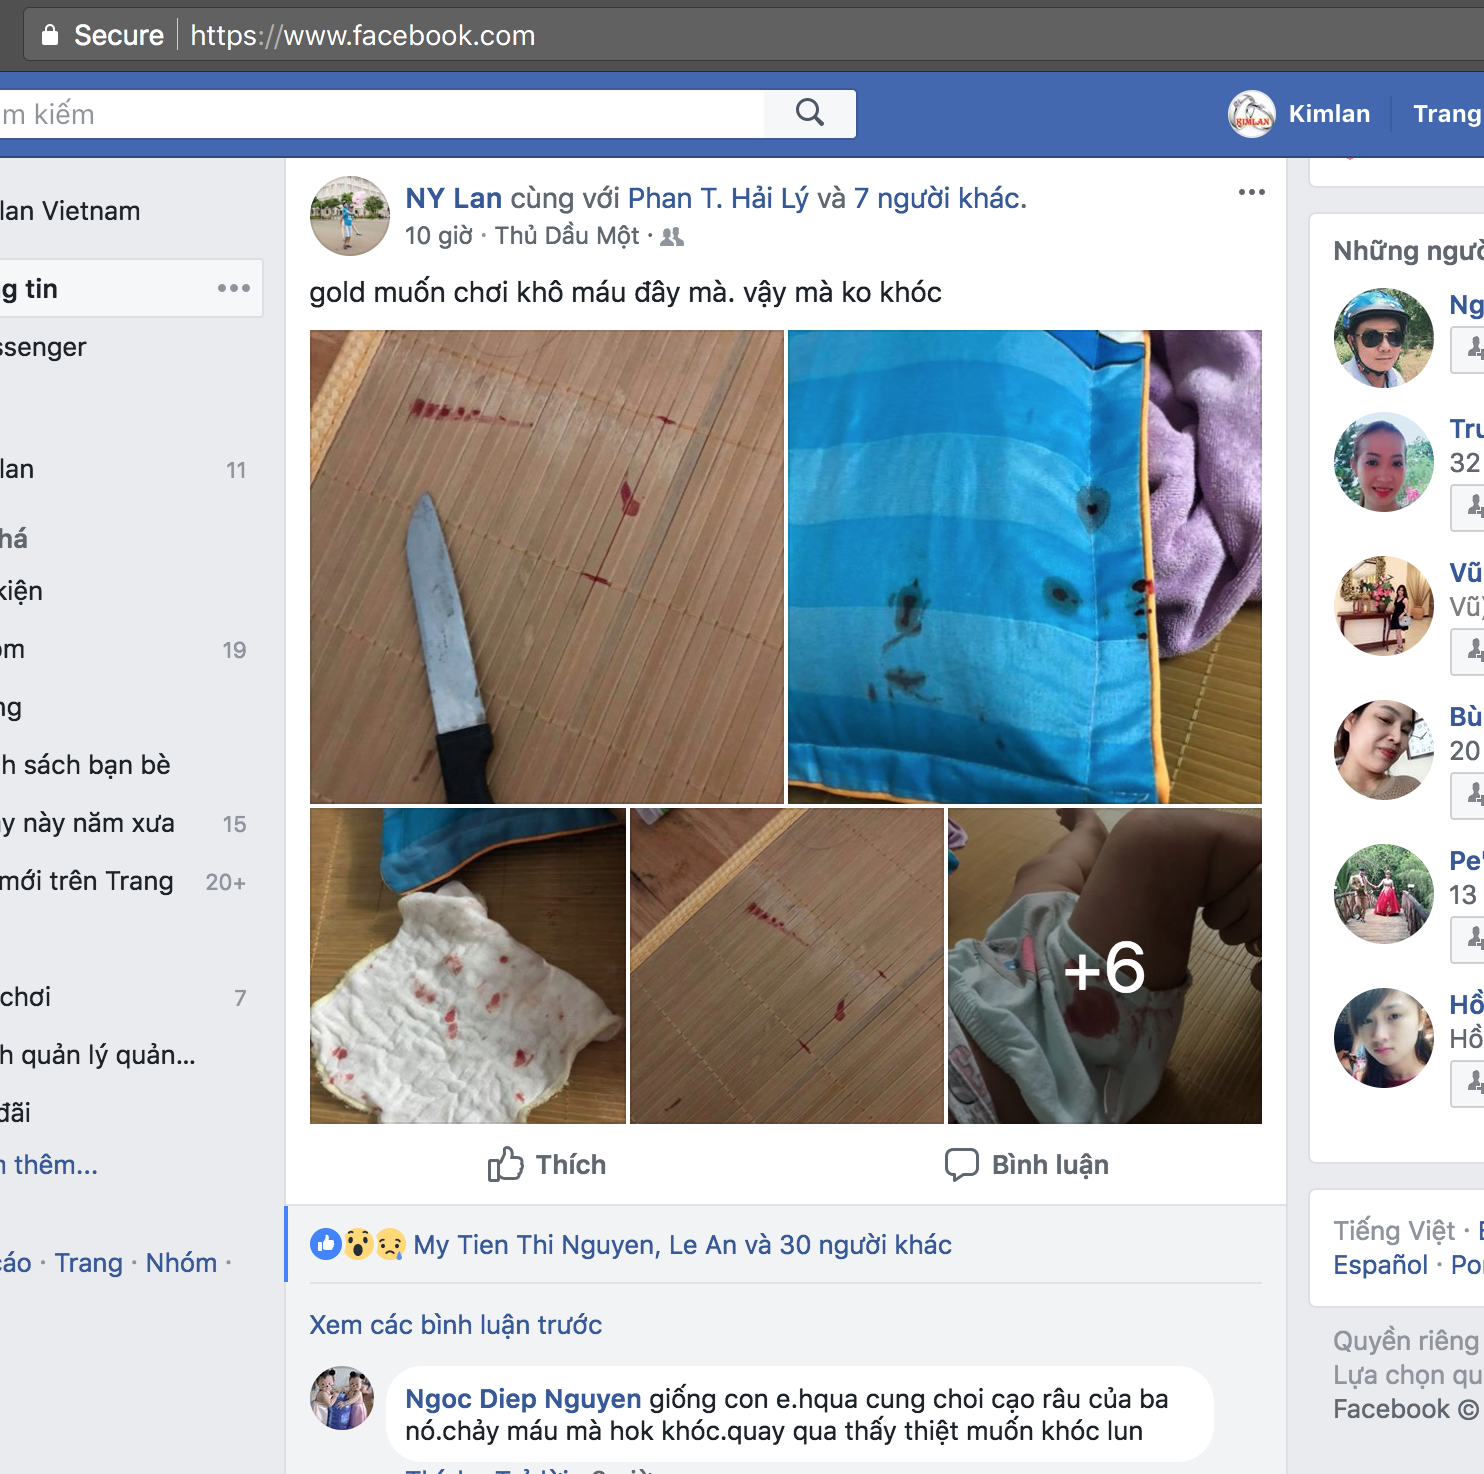 Secure
https://www.facebook.com
m kiếm
KIMLAN
Kimlan
Trang
lan Vietnam
g tin
ssenger
lan 11
há
kiện
om 19
ng
h sách bạn bè
y này năm xưa 15
mới trên Trang 20+
chơi 7
h quản lý quản...
đãi
n thêm...
cáo · Trang · Nhóm ·
NY Lan cùng với Phan T. Hải Lý và 7 người khác.
10 giờ · Thủ Dầu Một ·
gold muốn chơi khô máu đây mà. vậy mà ko khóc
+6
Thích
Bình luận
My Tien Thi Nguyen, Le An và 30 người khác
Xem các bình luận trước
Ngoc Diep Nguyen giống con e.hqua cung choi cạo râu của ba
nó.chảy máu mà hok khóc.quay qua thấy thiệt muốn khóc lun
Những người
Ng
Tru
32
Vũ
Vũ)
Bù
20
Pe'
13
Hồ
Hồ
Tiếng Việt ·
Español · Po
Quyền riêng
Lựa chọn qu
Facebook ©